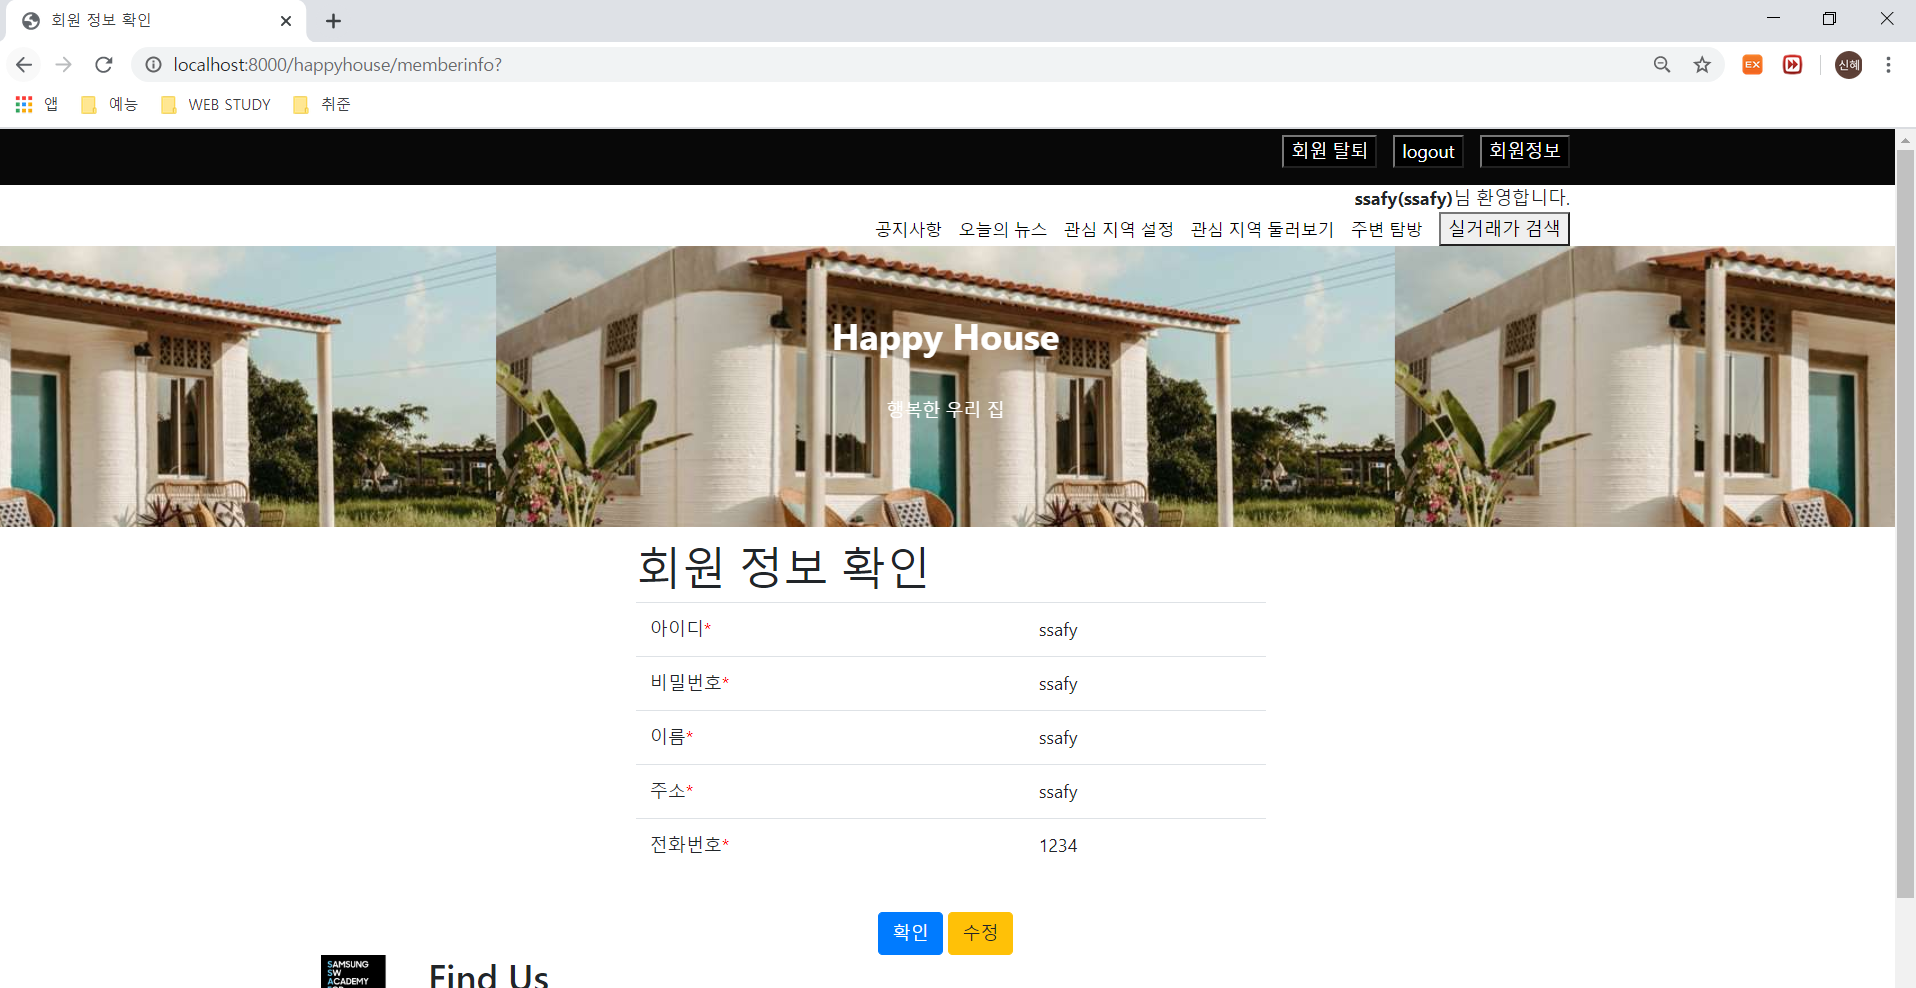 회원 정보 확인
localhost:8000/happyhouse/memberinfo?
EX
신혜
앱 예능 WEB STUDY 취준
회원 탈퇴 logout 회원정보
ssafy(ssafy)님 환영합니다.
공지사항 오늘의 뉴스 관심 지역 설정 관심 지역 둘러보기 주변 탐방 실거래가 검색
Happy House
행복한 우리 집
회원 정보 확인
아이디* ssafy
비밀번호* ssafy
이름* ssafy
주소* ssafy
전화번호* 1234
확인 수정
SAMSUNG
SW
ACADEMY
Find Us